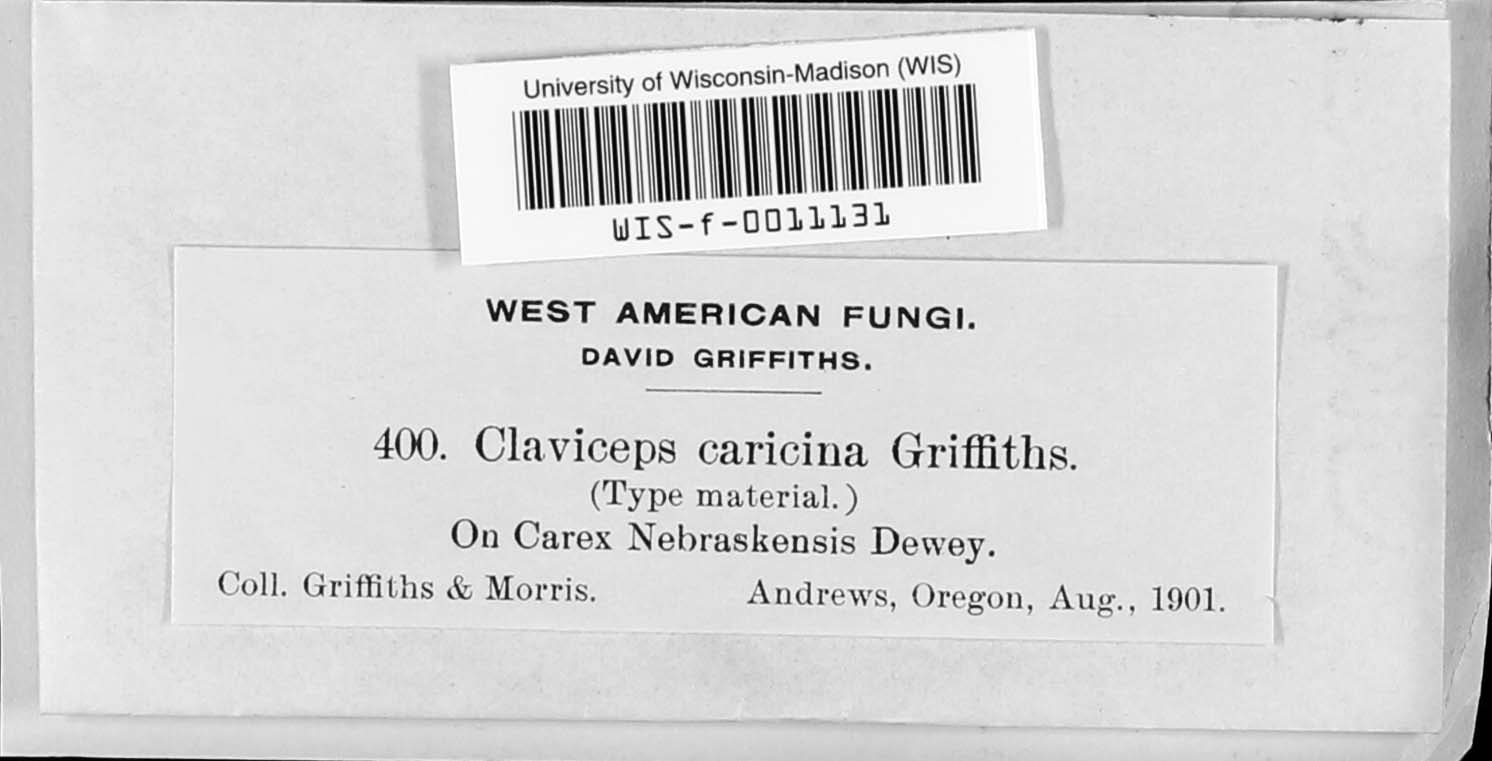 University of Wisconsin-Madison (WIS)
WIS-f-0011131
WEST AMERICAN FUNGI.
DAVID GRIFFITHS.
400. Claviceps caricina Griffiths.
(Type material.)
On Carex Nebraskensis Dewey.
Coll. Griffiths & Morris. Andrews, Oregon, Aug., 1901.